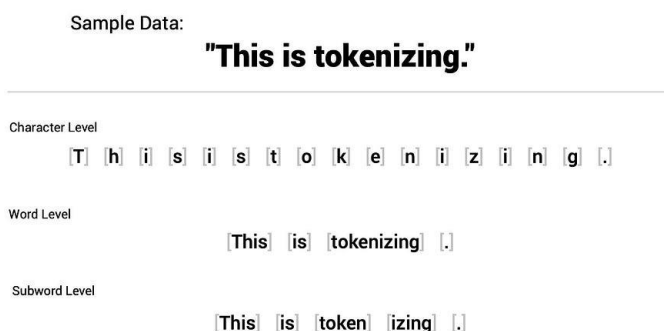 Sample Data:
"This is tokenizing."
Character Level
[T] [h] [i] [s] [i] [s] [t] [o] [k] [e] [n] [i] [z] [i] [n] [g] [.]
Word Level
[This] [is] [tokenizing] [.]
Subword Level
[This] [is] [token] [izing] [.]